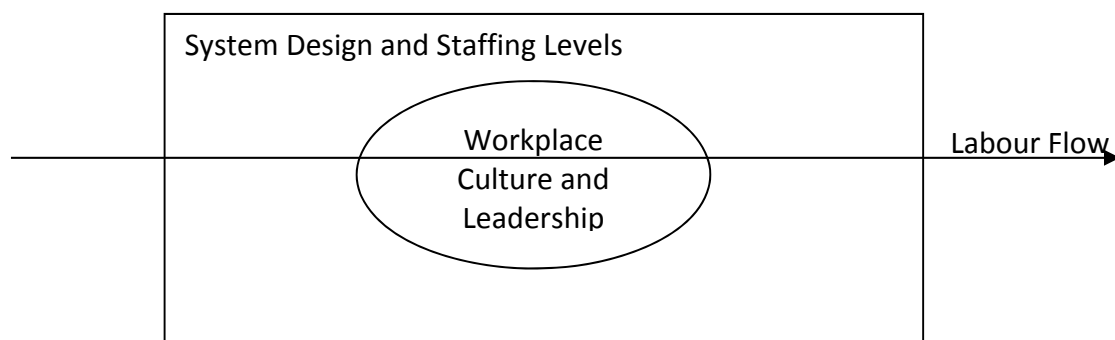 System Design and Staffing Levels
Workplace
Labour Flow
Culture and
Leadership